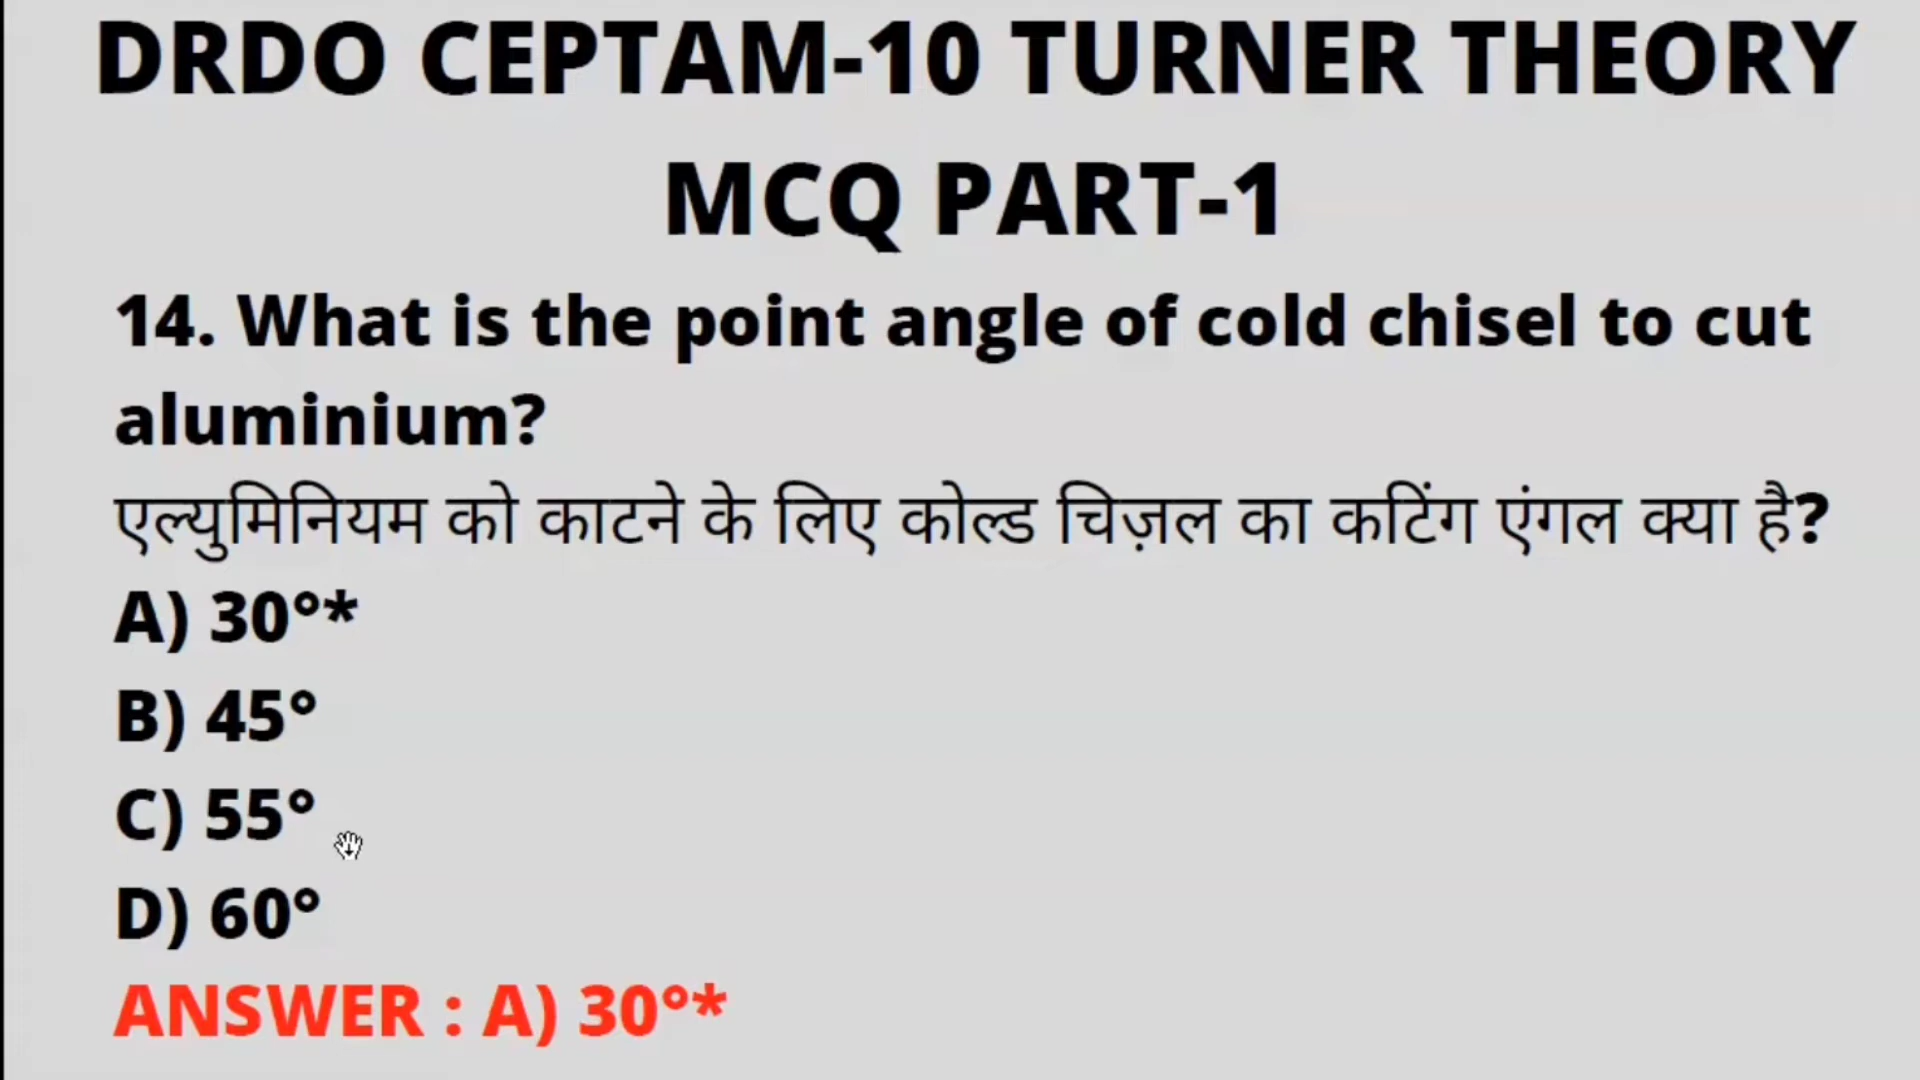 DRDO CEPTAM-10 TURNER THEORY
MCQ PART-1
14. What is the point angle of cold chisel to cut
aluminium?
एल्युमिनियम को काटने के लिए कोल्ड चिज़ल का कटिंग एंगल क्या है?
A) 30°*
B) 45°
C) 55°
D) 60°
ANSWER : A) 30°*